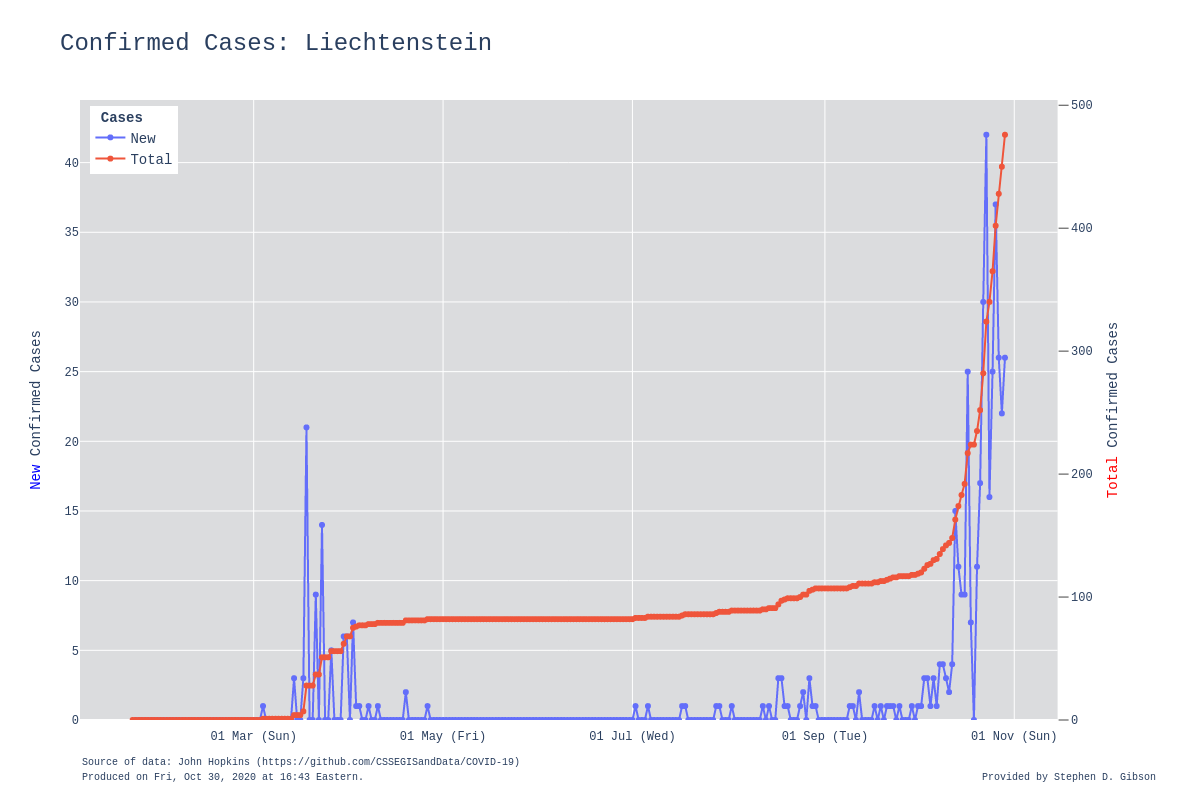 Confirmed Cases: Liechtenstein
Cases
New
Total
40
35
30
25
20
15
10
5
0
New Confirmed Cases
500
400
300
200
100
0
Total Confirmed Cases
01 Mar (Sun)
01 May (Fri)
01 Jul (Wed)
01 Sep (Tue)
01 Nov (Sun)
Source of data: John Hopkins (https://github.com/CSSEGISandData/COVID-19)
Produced on Fri, Oct 30, 2020 at 16:43 Eastern.
Provided by Stephen D. Gibson